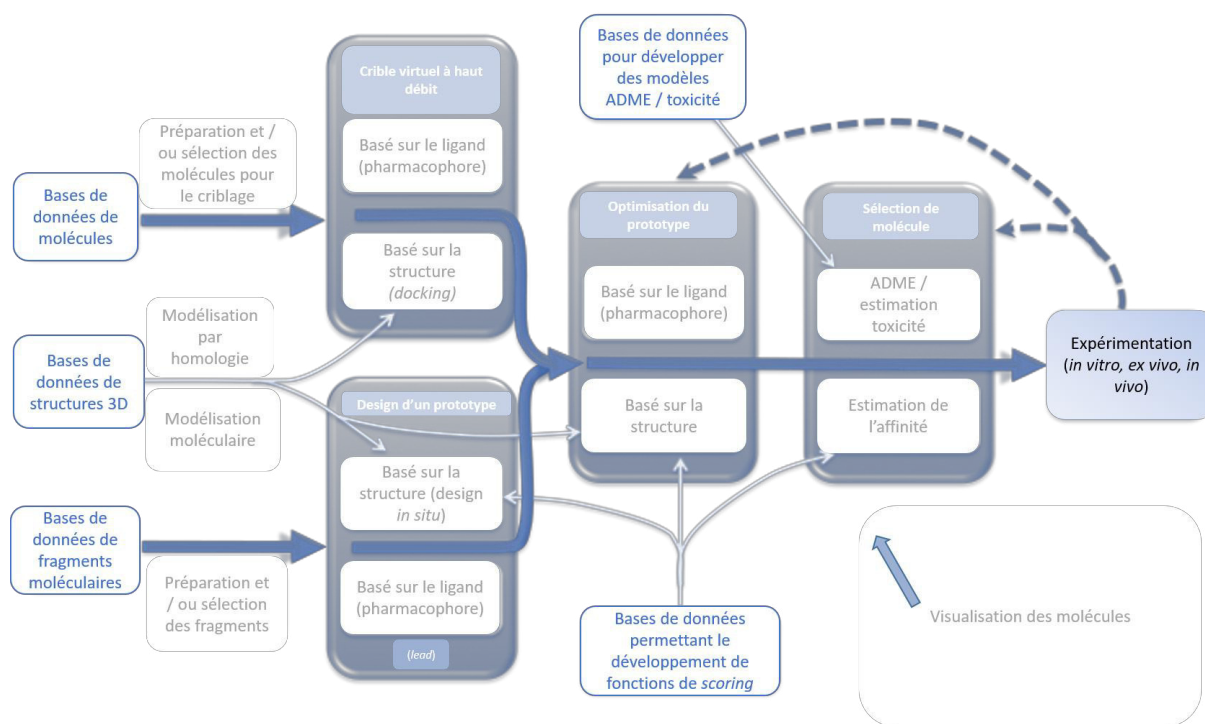 Crible virtuel à haut
débit
Basé sur le ligand
(pharmacophore)
Basé sur la
structure
(docking)
Bases de données
pour développer
des modèles
ADME / toxicité
Préparation et /
ou sélection des
molécules pour
le criblage
Bases de
données de
molécules
Optimisation du
prototype
Basé sur le ligand
(pharmacophore)
Basé sur la
structure
Sélection de
molécule
ADME /
estimation
toxicité
Estimation de
l'affinité
Expérimentation
(in vitro, ex vivo, in
vivo)
Modélisation
par
homologie
Bases de
données de
structures 3D
Modélisation
moléculaire
Design d'un prototype
Basé sur la
structure (design
in situ)
Basé sur le ligand
(pharmacophore)
(lead)
Bases de
données de
fragments
moléculaires
Préparation et
/ ou sélection
des fragments
Bases de données
permettant le
développement de
fonctions de scoring
Visualisation des molécules